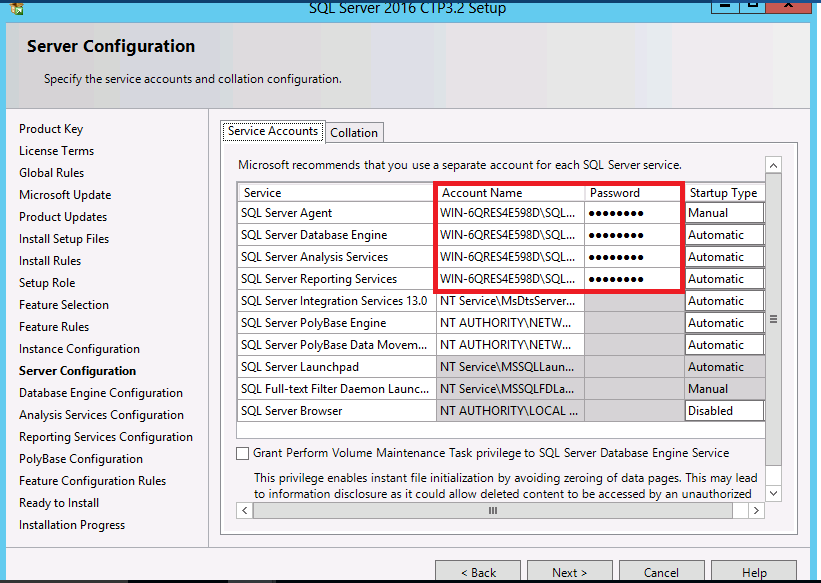 SQL Server 2016 CTP3.2 Setup
Server Configuration
Specify the service accounts and collation configuration.
Product Key
License Terms
Global Rules
Microsoft Update
Product Updates
Install Setup Files
Install Rules
Setup Role
Feature Selection
Feature Rules
Instance Configuration
Server Configuration
Database Engine Configuration
Analysis Services Configuration
Reporting Services Configuration
PolyBase Configuration
Feature Configuration Rules
Ready to Install
Installation Progress
Service Accounts Collation
Microsoft recommends that you use a separate account for each SQL Server service.
Service Account Name Password Startup Type
SQL Server Agent WIN-6QRES4E598D\SQL... ●●●●●●●● Manual
SQL Server Database Engine WIN-6QRES4E598D\SQL... ●●●●●●●● Automatic
SQL Server Analysis Services WIN-6QRES4E598D\SQL... ●●●●●●●● Automatic
SQL Server Reporting Services WIN-6QRES4E598D\SQL... ●●●●●●●● Automatic
SQL Server Integration Services 13.0 NT Service\MsDtsServer... Automatic
SQL Server PolyBase Engine NT AUTHORITY\NETW... Automatic
SQL Server PolyBase Data Movem... NT AUTHORITY\NETW... Automatic
SQL Server Launchpad NT Service\MSSQLLaun... Automatic
SQL Full-text Filter Daemon Launc... NT Service\MSSQLFDLa... Manual
SQL Server Browser NT AUTHORITY\LOCAL ... Disabled
Grant Perform Volume Maintenance Task privilege to SQL Server Database Engine Service
This privilege enables instant file initialization by avoiding zeroing of data pages. This may lead
to information disclosure as it could allow deleted content to be accessed by an unauthorized
< Back Next > Cancel Help